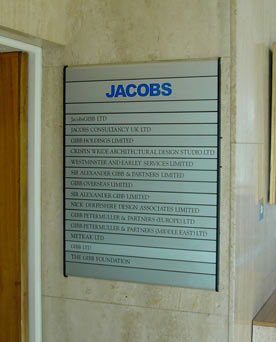 JACOBS
JacobsGIBB LTD
JACOBS CONSULTANCY UK LTD
GIBB HOLDINGS LIMITED
CRISPIN WRIDE ARCHITECTURAL DESIGN STUDIO LTD
WESTMINSTER AND EARLEY SERVICES LIMITED
SIR ALEXANDER GIBB & PARTNERS LIMITED
GIBB OVERSEAS LIMITED
SIR ALEXANDER GIBB LIMITED
NICK DERBYSHIRE DESIGN ASSOCIATES LIMITED
GIBB PETERMULLER & PARTNERS (EUROPE) LTD
GIBB PETERMULLER & PARTNERS (MIDDLE EAST) LTD
METRAK LTD
GIBB LTD
THE GIBB FOUNDATION